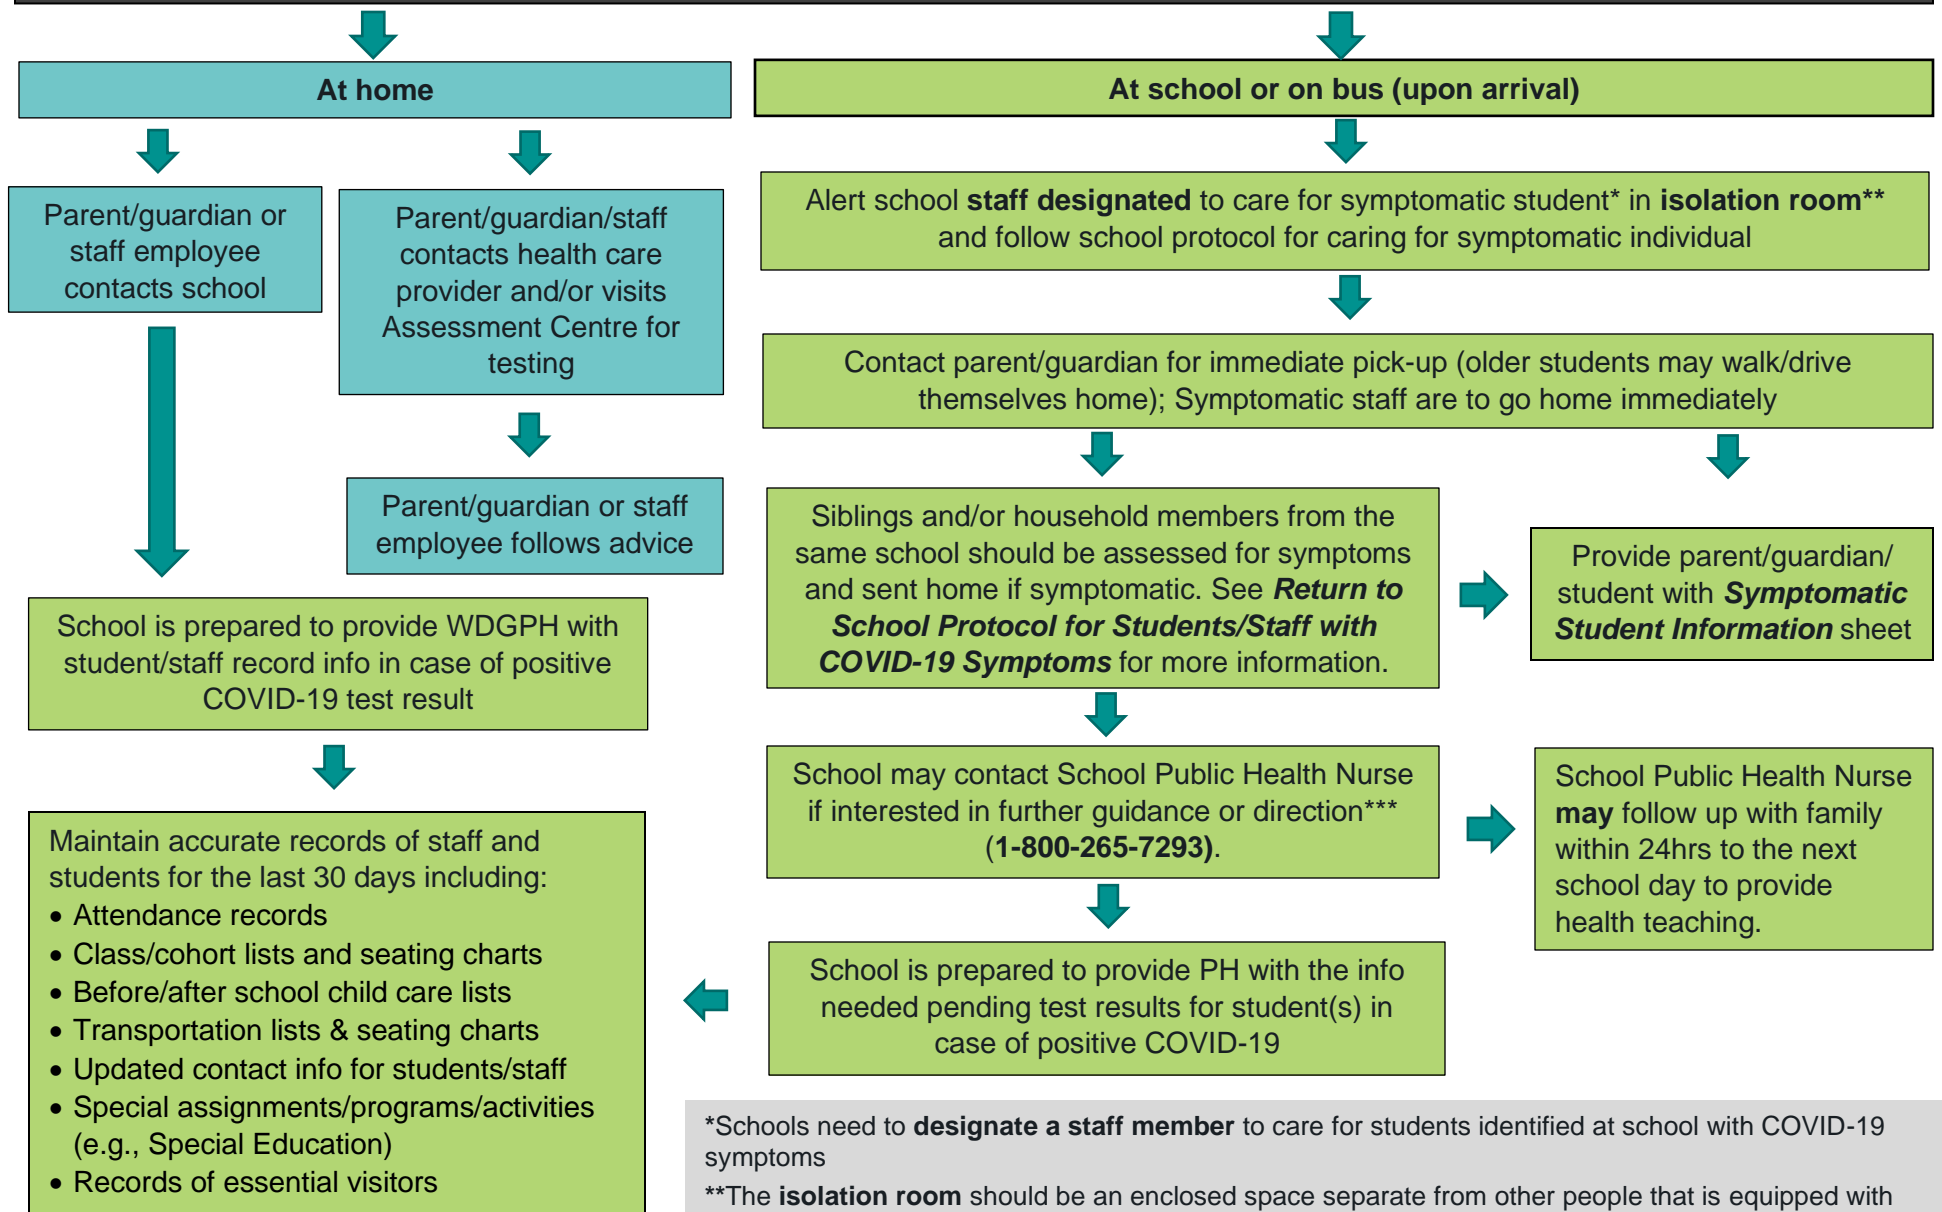 At home
Parent/guardian or
staff employee
contacts school
Parent/guardian/staff
contacts health care
provider and/or visits
Assessment Centre for
testing
Parent/guardian or staff
employee follows advice
School is prepared to provide WDGPH with
student/staff record info in case of positive
COVID-19 test result
Maintain accurate records of staff and
students for the last 30 days including:
• Attendance records
• Class/cohort lists and seating charts
• Before/after school child care lists
• Transportation lists & seating charts
• Updated contact info for students/staff
• Special assignments/programs/activities
(e.g., Special Education)
• Records of essential visitors
At school or on bus (upon arrival)
Alert school staff designated to care for symptomatic student* in isolation room**
and follow school protocol for caring for symptomatic individual
Contact parent/guardian for immediate pick-up (older students may walk/drive
themselves home); Symptomatic staff are to go home immediately
Siblings and/or household members from the
same school should be assessed for symptoms
and sent home if symptomatic. See Return to
School Protocol for Students/Staff with
COVID-19 Symptoms for more information.
Provide parent/guardian/
student with Symptomatic
Student Information sheet
School may contact School Public Health Nurse
if interested in further guidance or direction***
(1-800-265-7293).
School Public Health Nurse
may follow up with family
within 24hrs to the next
school day to provide
health teaching.
School is prepared to provide PH with the info
needed pending test results for student(s) in
case of positive COVID-19
*Schools need to designate a staff member to care for students identified at school with COVID-19
symptoms
**The isolation room should be an enclosed space separate from other people that is equipped with